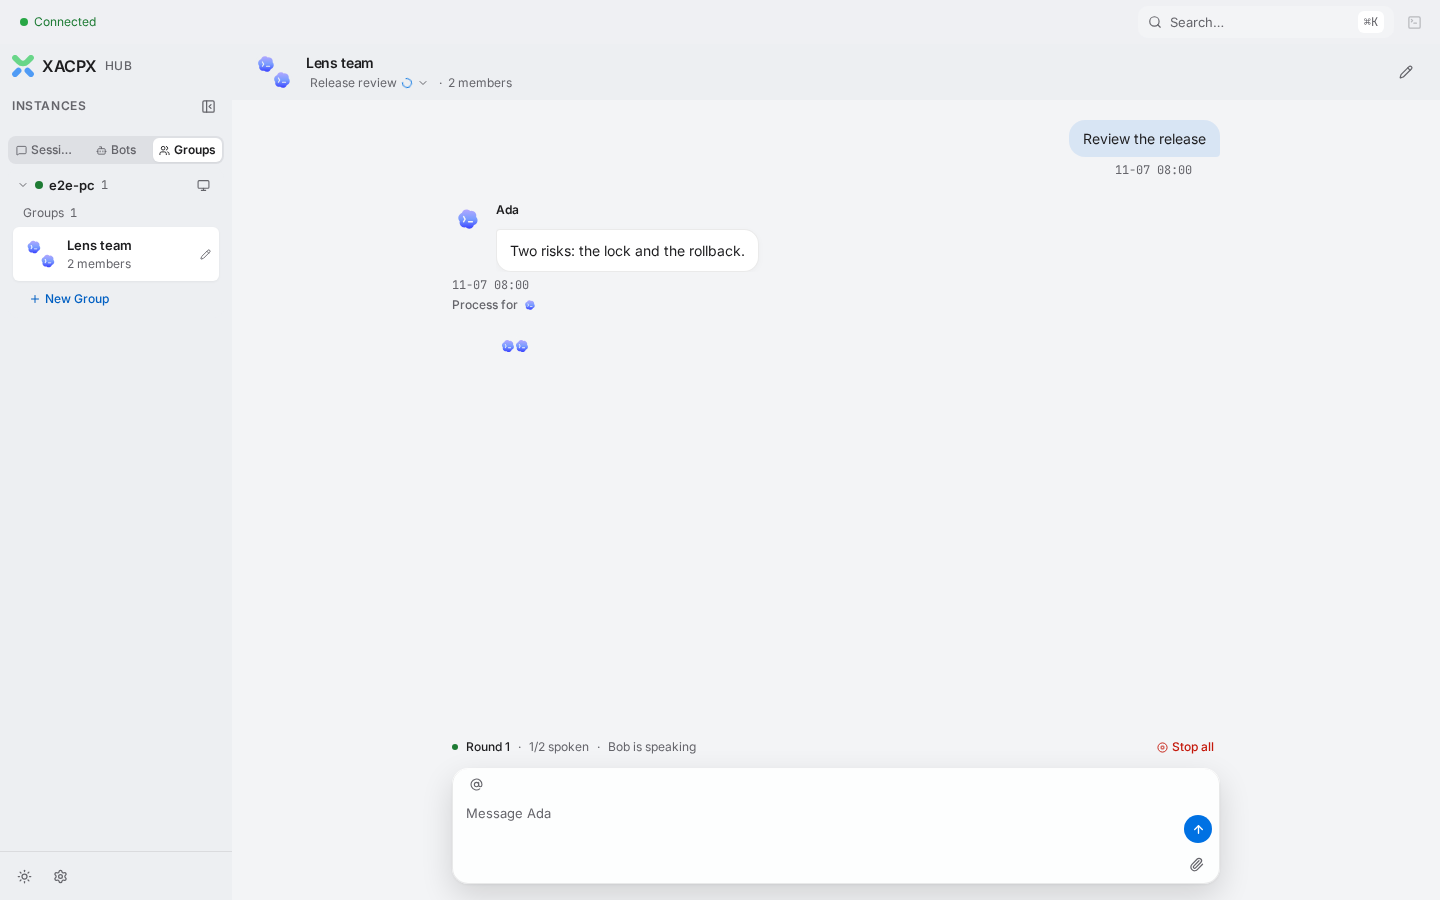 Connected
Search...
⌘K
XACPX HUB
INSTANCES
Sessi...
Bots
Groups
e2e-pc 1
Groups 1
Lens team
2 members
+ New Group
Lens team
Release review
· 2 members
Review the release
11-07 08:00
Ada
Two risks: the lock and the rollback.
11-07 08:00
Process for
Round 1 · 1/2 spoken · Bob is speaking
Stop all
@
Message Ada